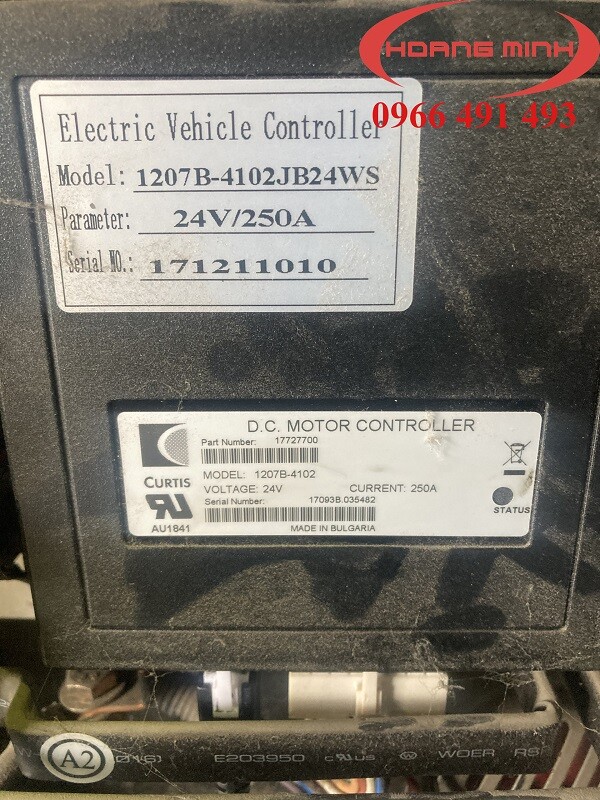 HOANG MINH
0966 491 493
Electric Vehicle Controller
Model: 1207B-4102JB24WS
Parameter: 24V/250A
Serial NO.: 171211010
D.C. MOTOR CONTROLLER
Part Number: 17727700
CURTIS
MODEL: 1207B-4102
VOLTAGE: 24V CURRENT: 250A
Serial Number: 17093B.035482
STATUS
AU1841
MADE IN BULGARIA
A2 E203950 WOER